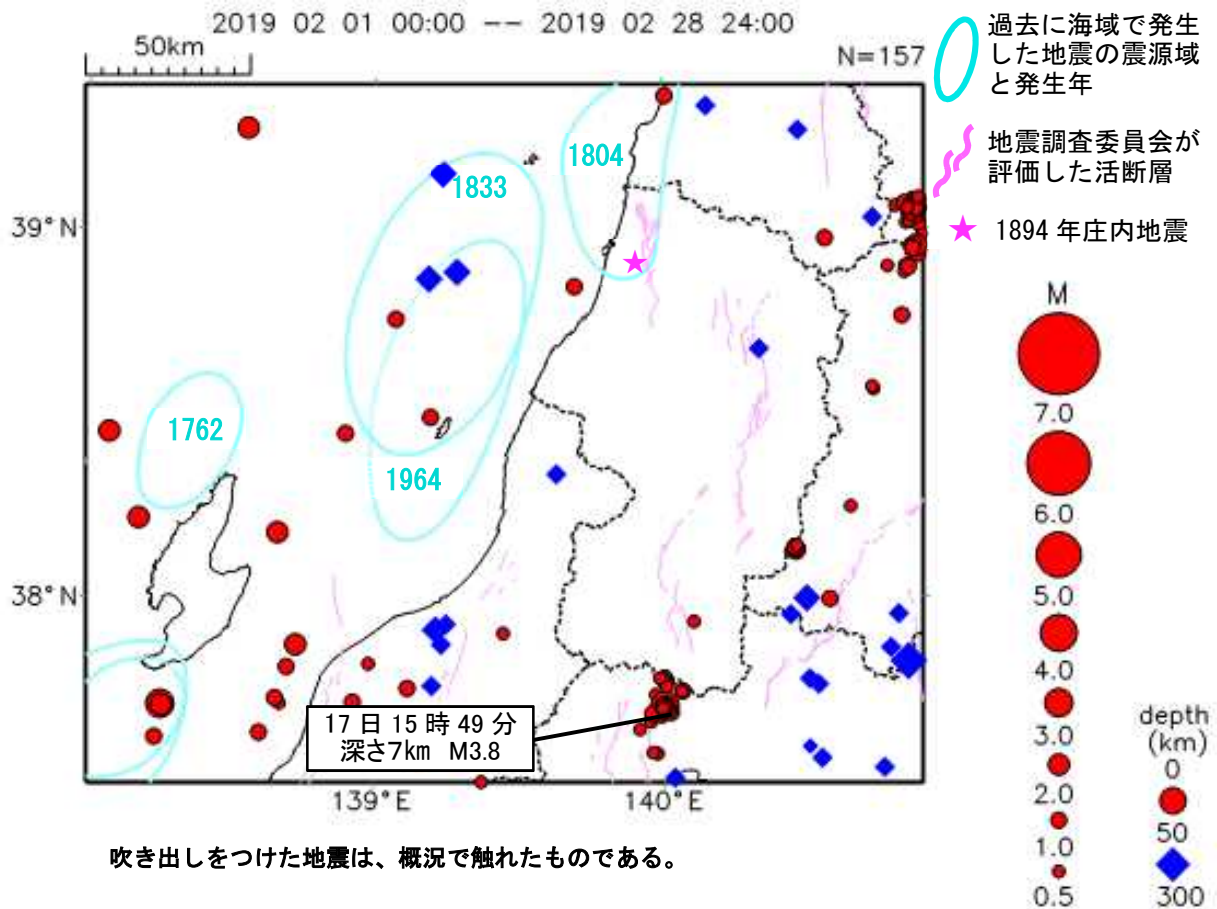 2019 02 01 00:00 -- 2019 02 28 24:00
50km
N=157
過去に海域で発生
した地震の震源域
と発生年
地震調査委員会が
評価した活断層
1894 年庄内地震
39°N
38°N
139°E
140°E
1804
1833
1762
1964
17 日 15 時 49 分
深さ7km M3.8
M
7.0
6.0
5.0
4.0
3.0
2.0
1.0
0.5
depth
(km)
0
50
300
吹き出しをつけた地震は、概況で触れたものである。